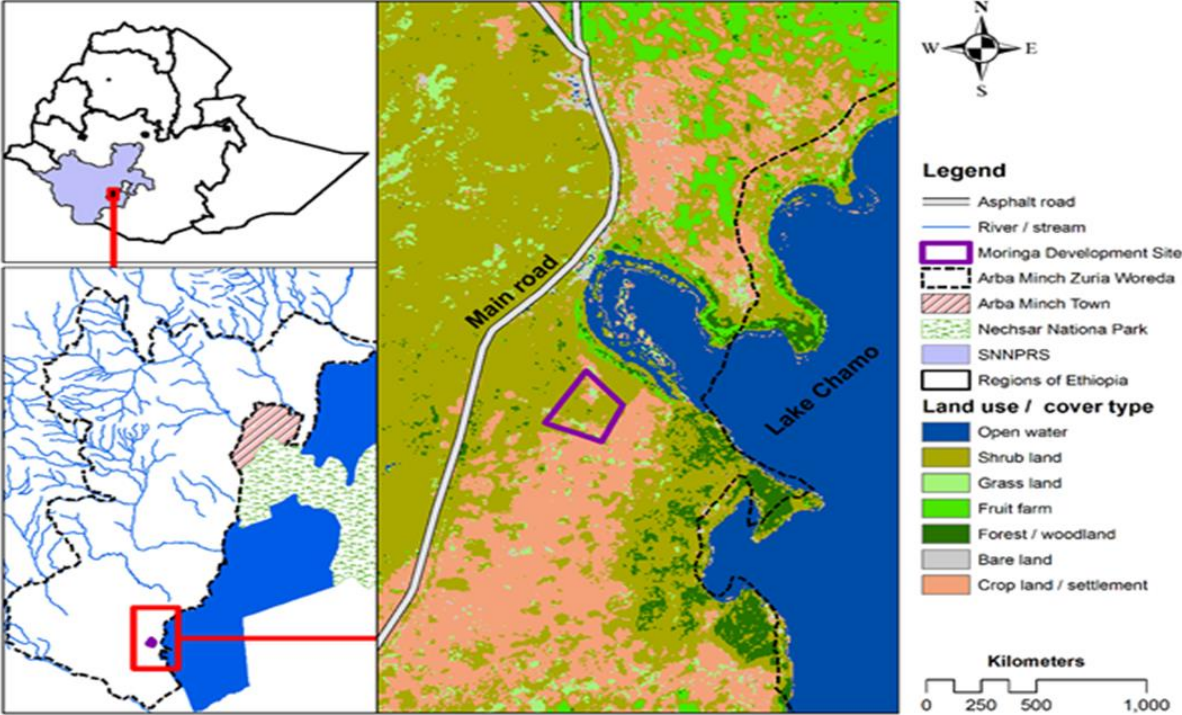 N
W
E
S
Main road
Lake Chamo
Legend
Asphalt road
River / stream
Moringa Development Site
Arba Minch Zuria Woreda
Arba Minch Town
Nechsar Nationa Park
SNNPRS
Regions of Ethiopia
Land use / cover type
Open water
Shrub land
Grass land
Fruit farm
Forest / woodland
Bare land
Crop land / settlement
Kilometers
0 250 500 1,000